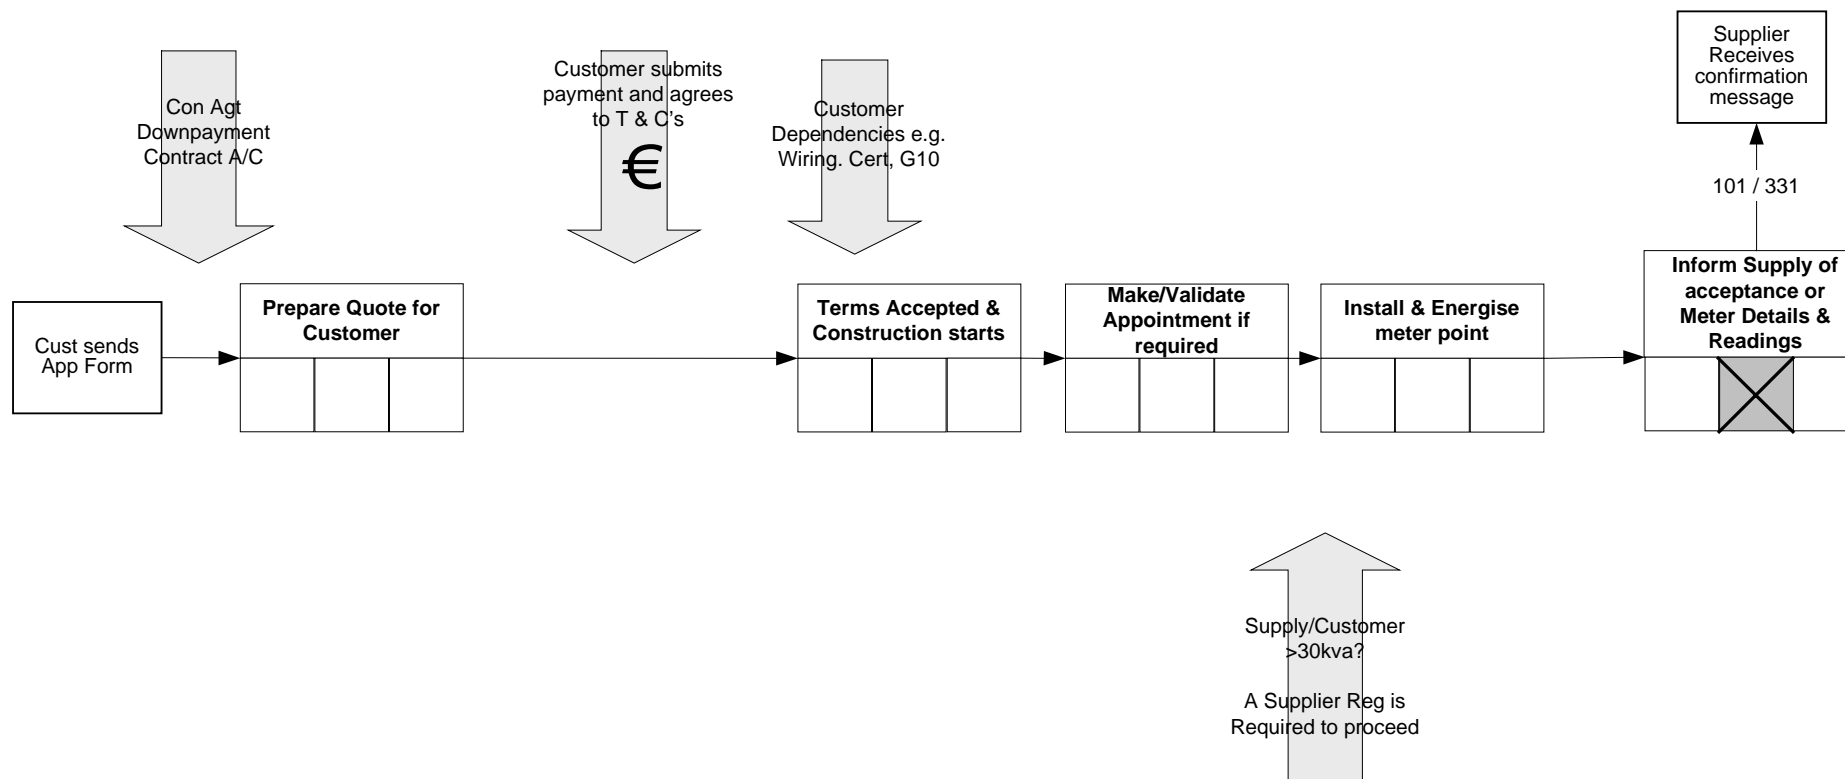 Con Agt
Downpayment
Contract A/C
Customer submits
payment and agrees
to T & C's
€
Customer
Dependencies e.g.
Wiring. Cert, G10
Supplier
Receives
confirmation
message
101 / 331
Cust sends
App Form
Prepare Quote for
Customer
Terms Accepted &
Construction starts
Make/Validate
Appointment if
required
Install & Energise
meter point
Inform Supply of
acceptance or
Meter Details &
Readings
Supply/Customer
>30kva?
A Supplier Reg is
Required to proceed